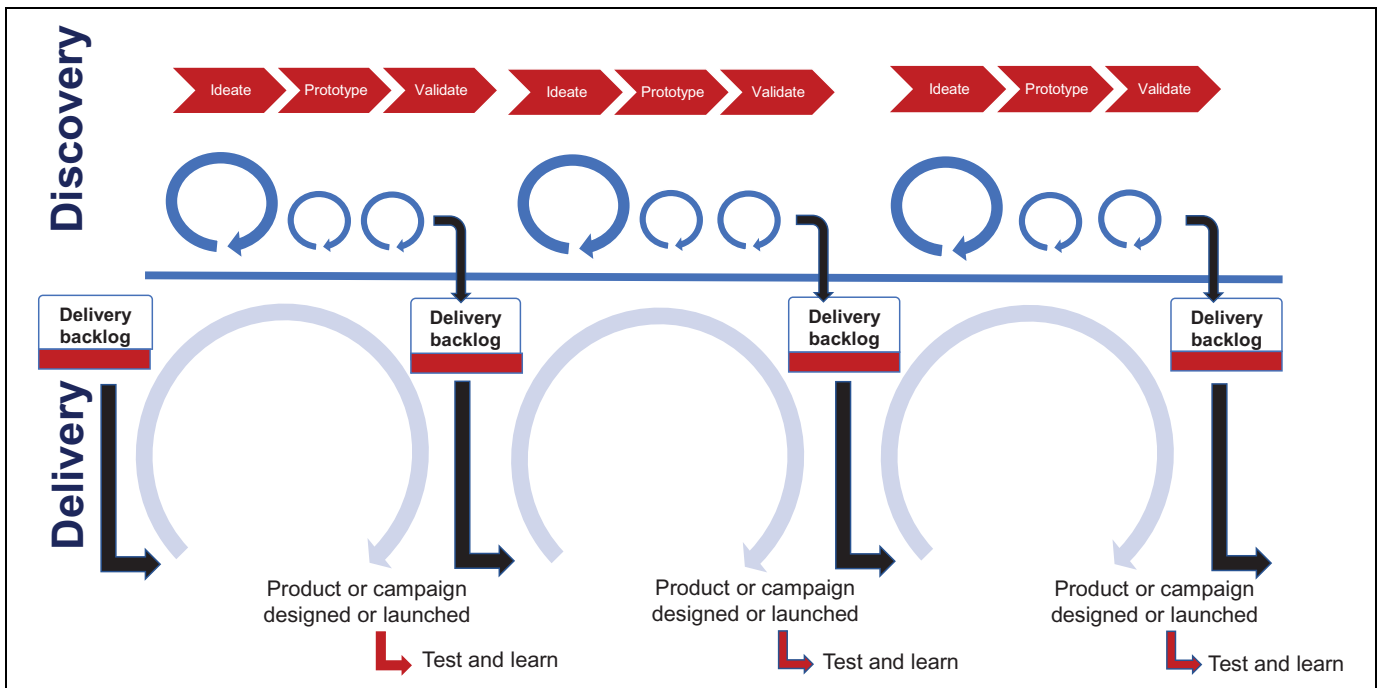 Discovery
Ideate
Prototype
Validate
Ideate
Prototype
Validate
Ideate
Prototype
Validate
Delivery
Delivery
backlog
Delivery
backlog
Delivery
backlog
Delivery
backlog
Product or campaign
designed or launched
Test and learn
Product or campaign
designed or launched
Test and learn
Product or campaign
designed or launched
Test and learn